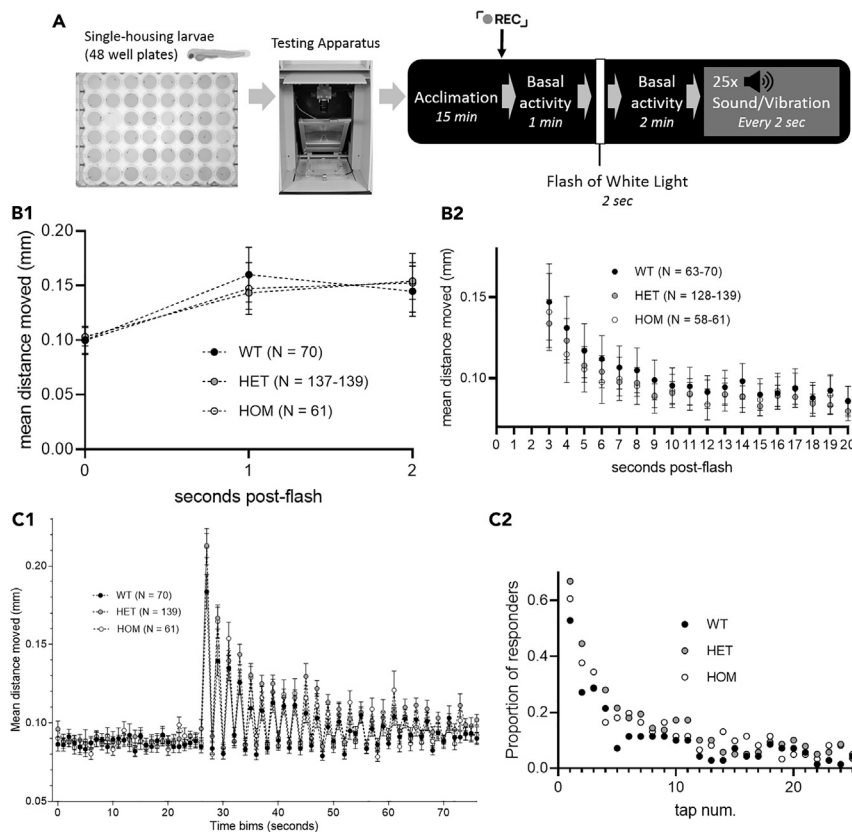 A
Single-housing larvae
(48 well plates)
Testing Apparatus
REC
Acclimation
15 min
Basal
activity
1 min
Basal
activity
2 min
25x
Sound/Vibration
Every 2 sec
Flash of White Light
2 sec
B1
mean distance moved (mm)
0.20
0.15
0.10
0.05
0.00
WT (N = 70)
HET (N = 137-139)
HOM (N = 61)
0 1 2
seconds post-flash
B2
mean distance moved (mm)
0.15
0.10
WT (N = 63-70)
HET (N = 128-139)
HOM (N = 58-61)
0 1 2 3 4 5 6 7 8 9 10 11 12 13 14 15 16 17 18 19 20
seconds post-flash
C1
Mean distance moved (mm)
0.20
0.15
0.10
0.05
WT (N = 70)
HET (N = 139)
HOM (N = 61)
0 10 20 30 40 50 60 70
Time bims (seconds)
C2
Proportion of responders
0.6
0.4
0.2
0.0
WT
HET
HOM
0 10 20
tap num.